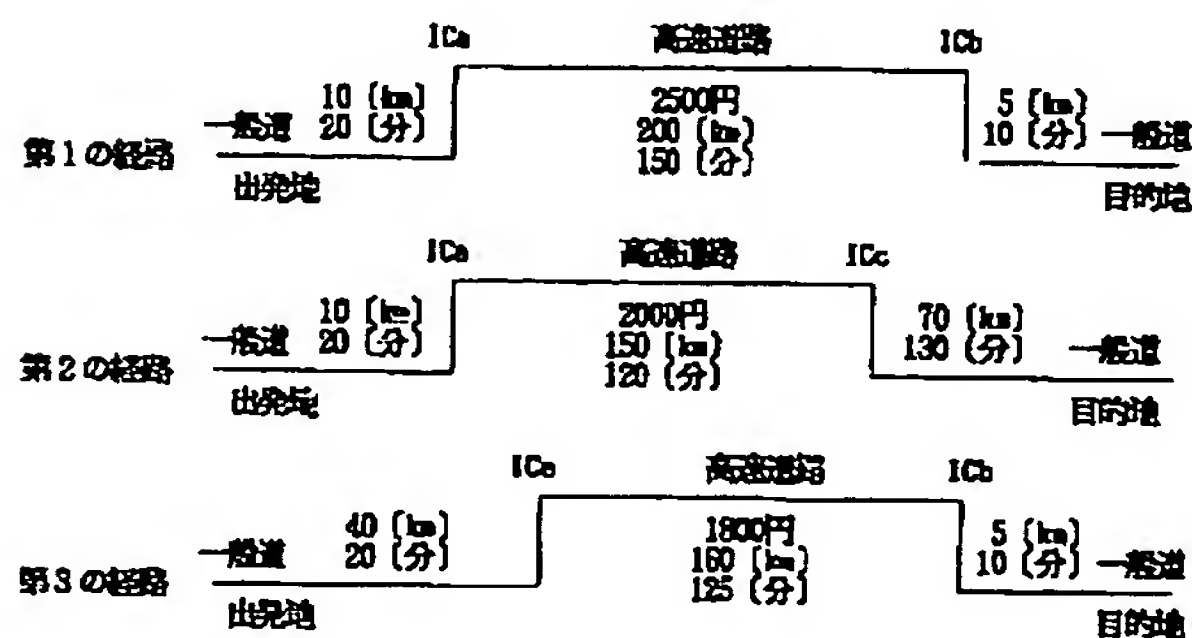 ICa 高速道路 ICb
10 [km] 2500円 5 [km]
一般道 20 [分] 200 [km] 10 [分] 一般道
第1の経路 150 [分]
出発地 目的地
ICa 高速道路 ICc
10 [km] 2000円 70 [km]
一般道 20 [分] 150 [km] 130 [分] 一般道
第2の経路 120 [分]
出発地 目的地
高速道路 ICb
40 [km] 1800円 5 [km]
一般道 20 [分] 160 [km] 10 [分] 一般道
第3の経路 125 [分]
出発地 目的地